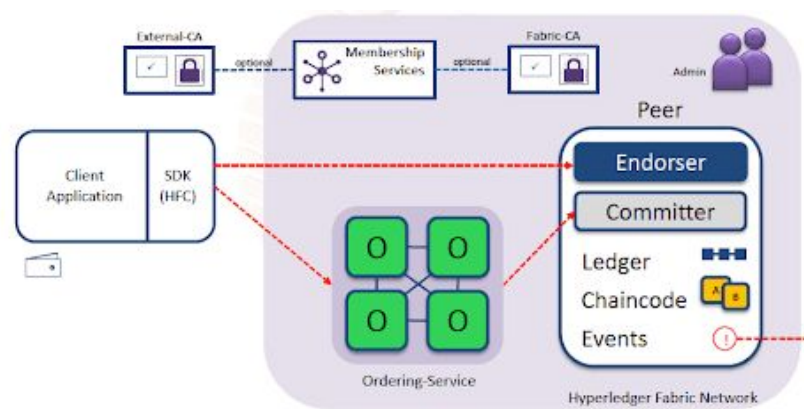 External-CA
Fabric-CA
optional
Membership
Services
optional
Admin
Peer
Client
Application
SDK
(HFC)
Endorser
Committer
O O
O O
Ledger
Chaincode
A
B
Events
!
Ordering-Service
Hyperledger Fabric Network